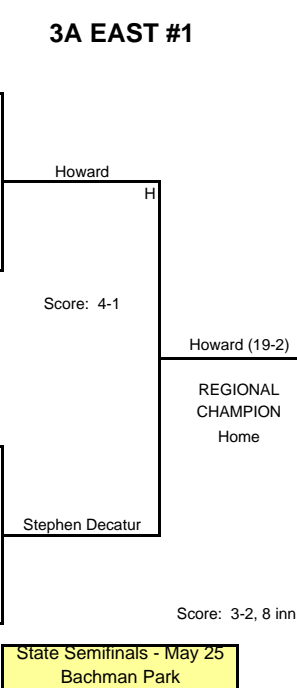 3A EAST #1
Howard
H
Score: 4-1
Howard (19-2)
REGIONAL
CHAMPION
Home
Stephen Decatur
Score: 3-2, 8 inn
State Semifinals - May 25
Bachman Park